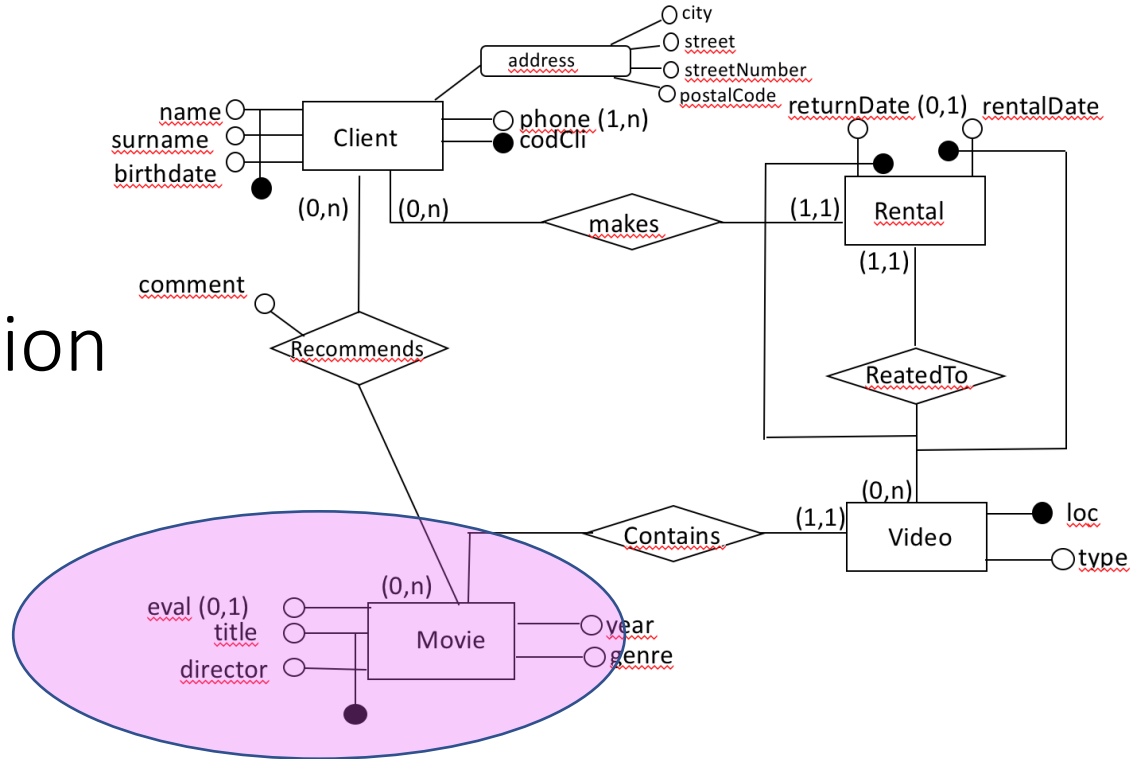 city
street
address
streetNumber
postalCode
name
phone (1,n)
returnDate (0,1) rentalDate
Client
surname
codCli
birthdate
(0,n)
(0,n)
makes
(1,1)
Rental
(1,1)
comment
ion
Recommends
ReatedTo
(0,n)
(1,1)
Contains
Video
loc
type
(0,n)
eval (0,1)
title
Movie
year
director
genre